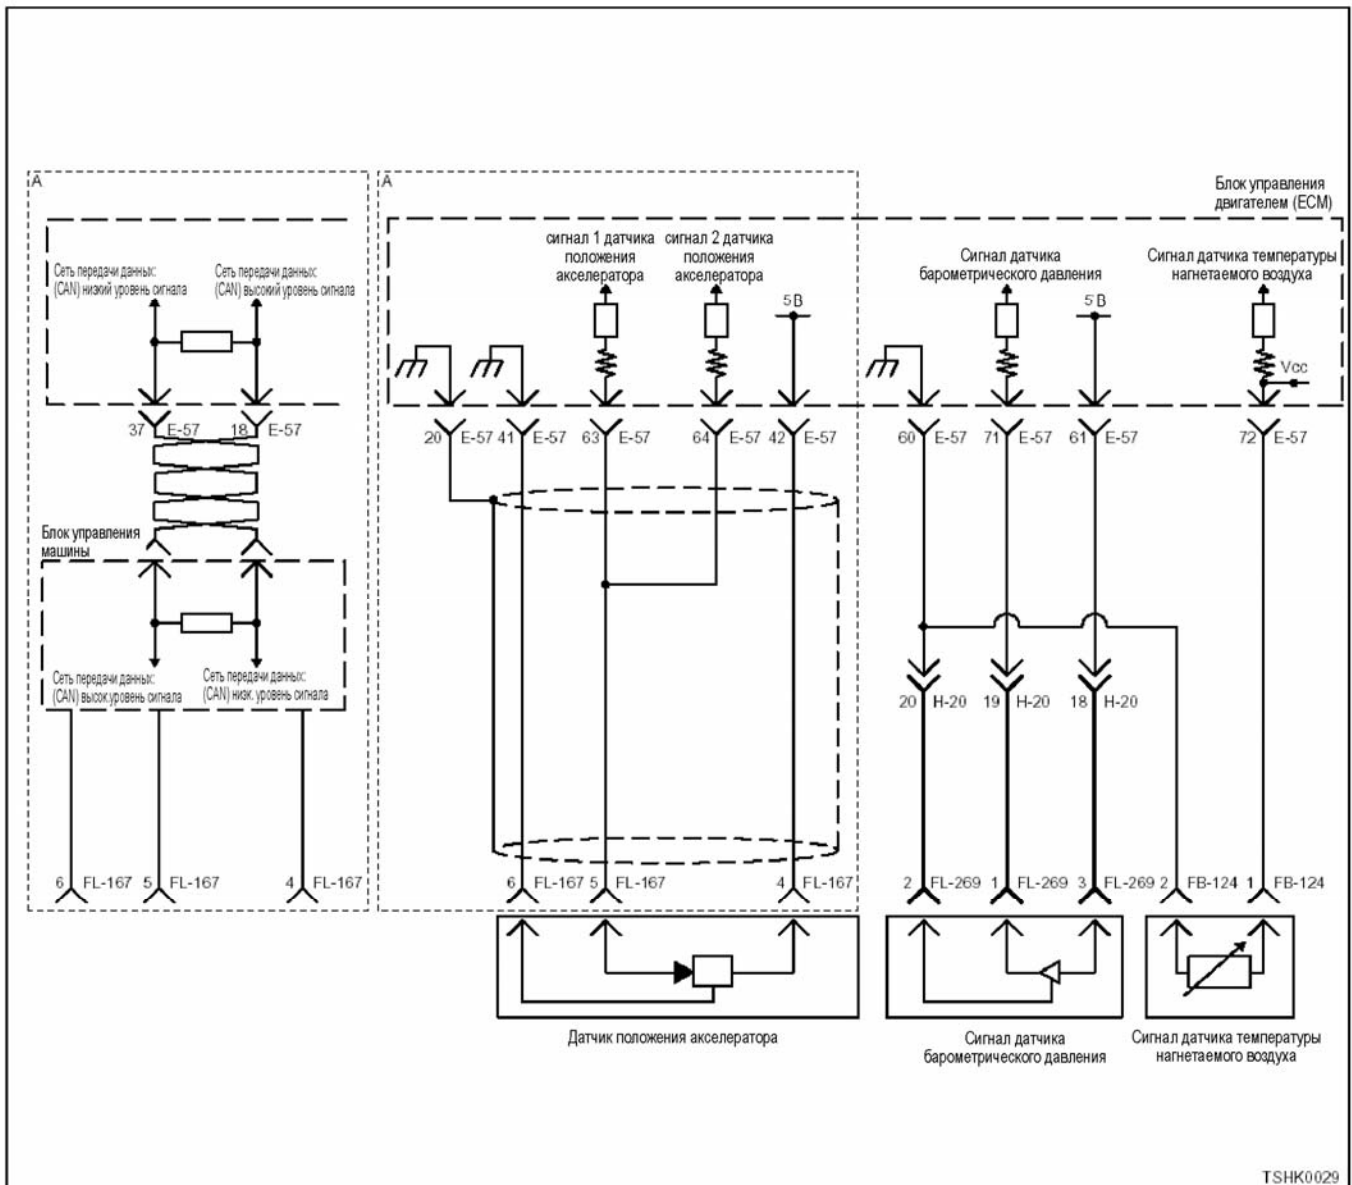 A
A
Блок управления
двигателем (ECM)
Сеть передачи данных:
(CAN) низкий уровень сигнала
Сеть передачи данных:
(CAN) высокий уровень сигнала
сигнал 1 датчика
положения
акселератора
сигнал 2 датчика
положения
акселератора
5В
Сигнал датчика
барометрического давления
5В
Сигнал датчика температуры
нагнетаемого воздуха
Vcc
37 E-57 18 E-57
20 E-57 41 E-57 63 E-57 64 E-57 42 E-57 60 E-57 71 E-57 61 E-57 72 E-57
Блок управления
машины
Сеть передачи данных:
(CAN) высок.уровень сигнала
Сеть передачи данных:
(CAN) низк. уровень сигнала
20 H-20 19 H-20 18 H-20
6 FL-167 5 FL-167 4 FL-167 6 FL-167 5 FL-167 4 FL-167 2 FL-269 1 FL-269 3 FL-269 2 FB-124 1 FB-124
Датчик положения акселератора
Сигнал датчика
барометрического давления
Сигнал датчика температуры
нагнетаемого воздуха
TSHK0029